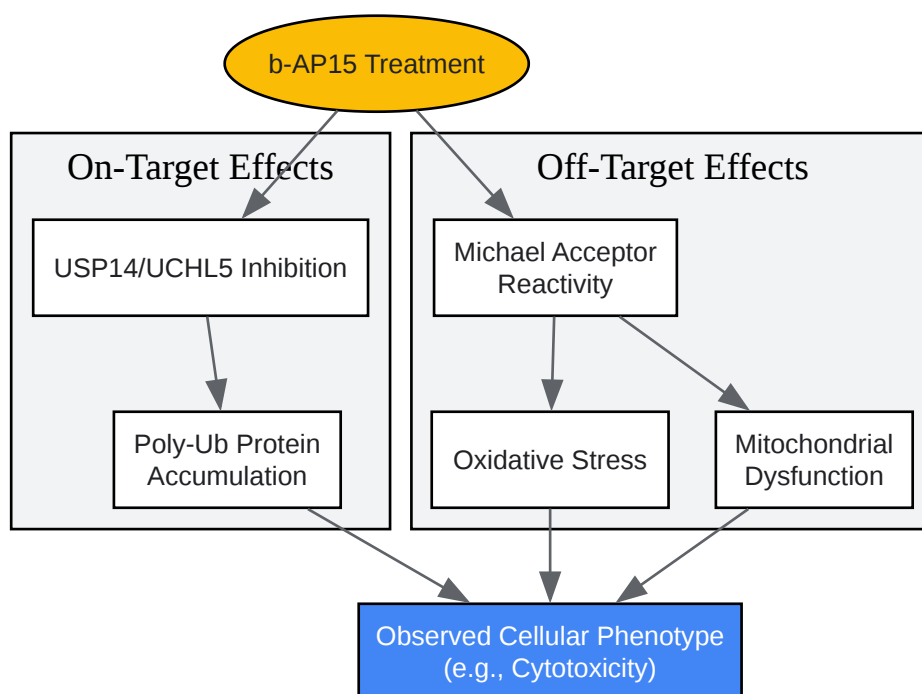 b-AP15 Treatment
On-Target Effects
Off-Target Effects
USP14/UCHL5 Inhibition
Michael Acceptor
Reactivity
Poly-Ub Protein
Accumulation
Oxidative Stress
Mitochondrial
Dysfunction
Observed Cellular Phenotype
(e.g., Cytotoxicity)